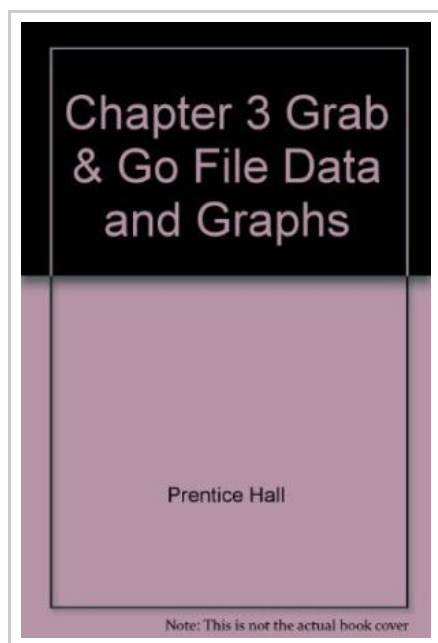 Chapter 3 Grab
& Go File Data
and Graphs
Prentice Hall
Note: This is not the actual book cover